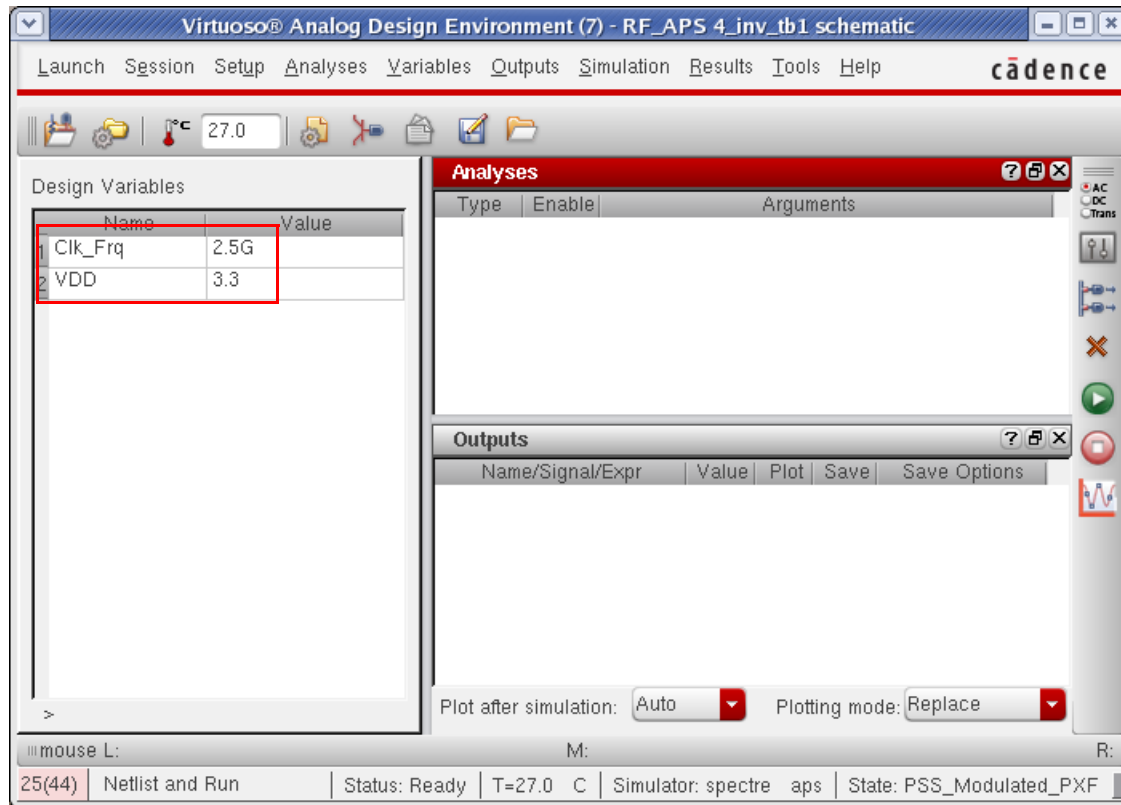 Virtuoso® Analog Design Environment (7) - RF_APS 4_inv_tb1 schematic
Launch Session Setup Analyses Variables Outputs Simulation Results Tools Help cādence
°C 27.0
Design Variables
Name Value
1 Clk_Frq 2.5G
2 VDD 3.3
>
Analyses
Type Enable Arguments
Outputs
Name/Signal/Expr Value Plot Save Save Options
Plot after simulation: Auto Plotting mode: Replace
AC
DC
Trans
mouse L: M: R:
25(44) Netlist and Run Status: Ready T=27.0 C Simulator: spectre aps State: PSS_Modulated_PXF